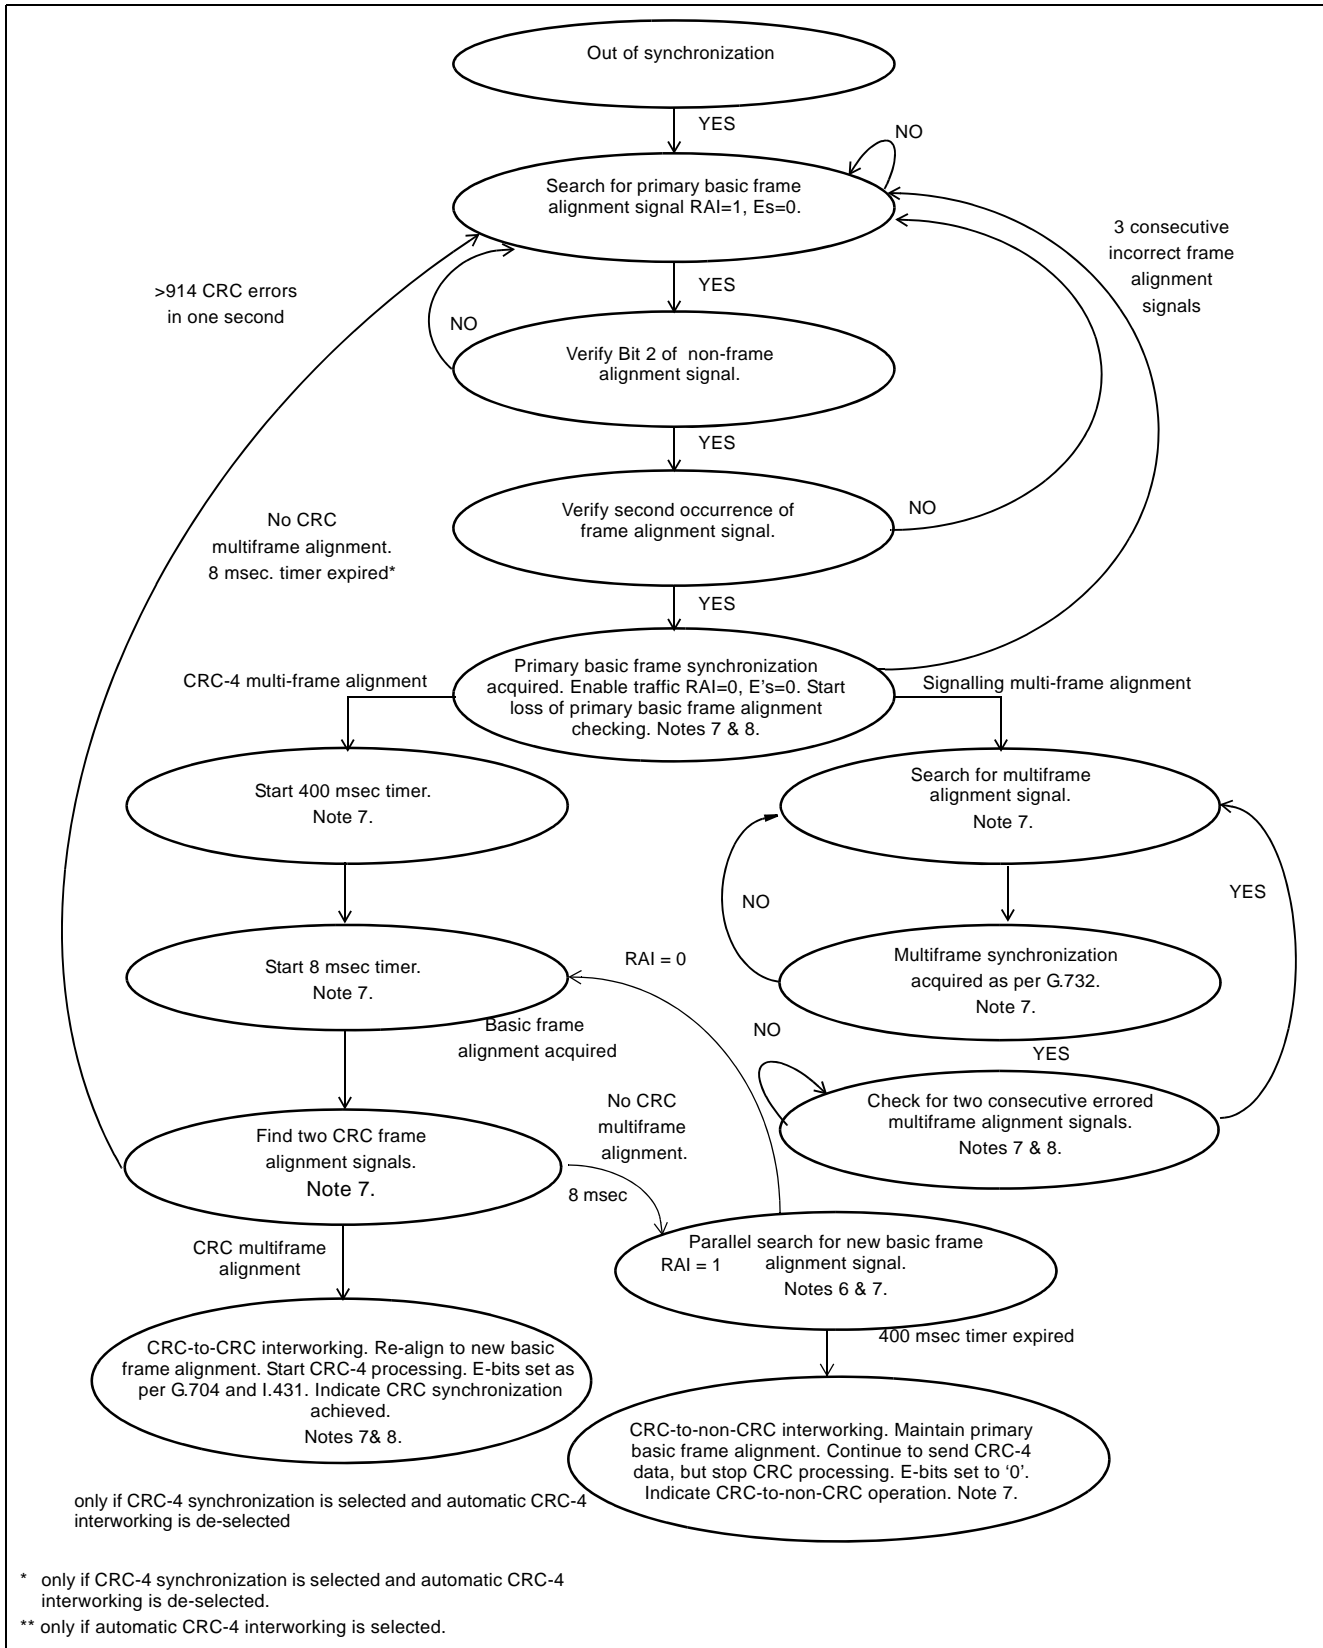 Out of synchronization
YES
NO
Search for primary basic frame
alignment signal RAI=1, Es=0.
3 consecutive
incorrect frame
alignment
signals
>914 CRC errors
in one second
YES
NO
Verify Bit 2 of non-frame
alignment signal.
YES
No CRC
multiframe alignment.
8 msec. timer expired*
Verify second occurrence of
frame alignment signal.
NO
YES
CRC-4 multi-frame alignment
Primary basic frame synchronization
acquired. Enable traffic RAI=0, E's=0. Start
loss of primary basic frame alignment
checking. Notes 7 & 8.
Signalling multi-frame alignment
Start 400 msec timer.
Note 7.
Search for multiframe
alignment signal.
Note 7.
NO
YES
Start 8 msec timer.
Note 7.
RAI = 0
Multiframe synchronization
acquired as per G.732.
Note 7.
Basic frame
alignment acquired
NO
YES
Find two CRC frame
alignment signals.
Note 7.
No CRC
multiframe
alignment.
Check for two consecutive errored
multiframe alignment signals.
Notes 7 & 8.
8 msec
CRC multiframe
alignment
Parallel search for new basic frame
RAI = 1 alignment signal.
Notes 6 & 7.
400 msec timer expired
CRC-to-CRC interworking. Re-align to new basic
frame alignment. Start CRC-4 processing. E-bits set as
per G.704 and I.431. Indicate CRC synchronization
achieved.
Notes 7& 8.
CRC-to-non-CRC interworking. Maintain primary
basic frame alignment. Continue to send CRC-4
data, but stop CRC processing. E-bits set to ‘0’.
Indicate CRC-to-non-CRC operation. Note 7.
only if CRC-4 synchronization is selected and automatic CRC-4
interworking is de-selected
* only if CRC-4 synchronization is selected and automatic CRC-4
interworking is de-selected.
** only if automatic CRC-4 interworking is selected.